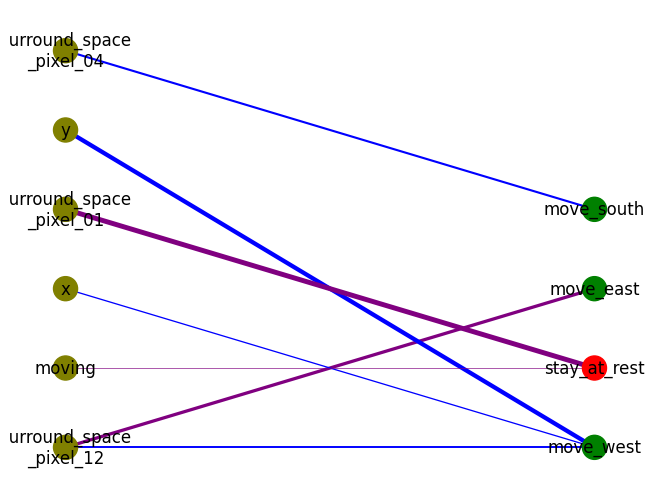 urround_space
_pixel_04
y
urround_space
_pixel_01
move_south
x
move_east
moving
stay_at_rest
urround_space
_pixel_12
move_west